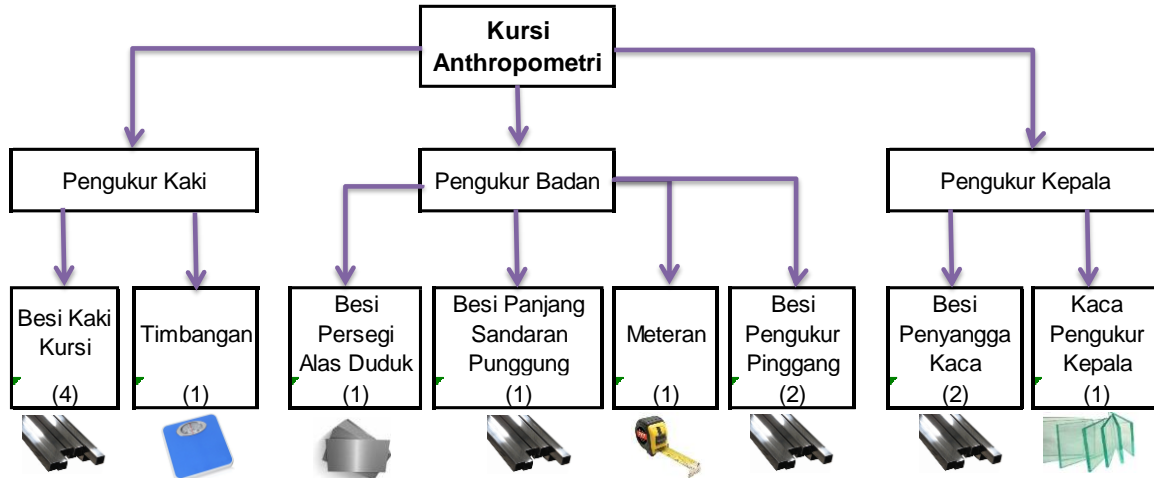 Kursi
Anthropometri
Pengukur Kaki
Pengukur Badan
Pengukur Kepala
Besi Kaki
Kursi
(4)
Timbangan
(1)
Besi
Persegi
Alas Duduk
(1)
Besi Panjang
Sandaran
Punggung
(1)
Meteran
(1)
Besi
Pengukur
Pinggang
(2)
Besi
Penyangga
Kaca
(2)
Kaca
Pengukur
Kepala
(1)